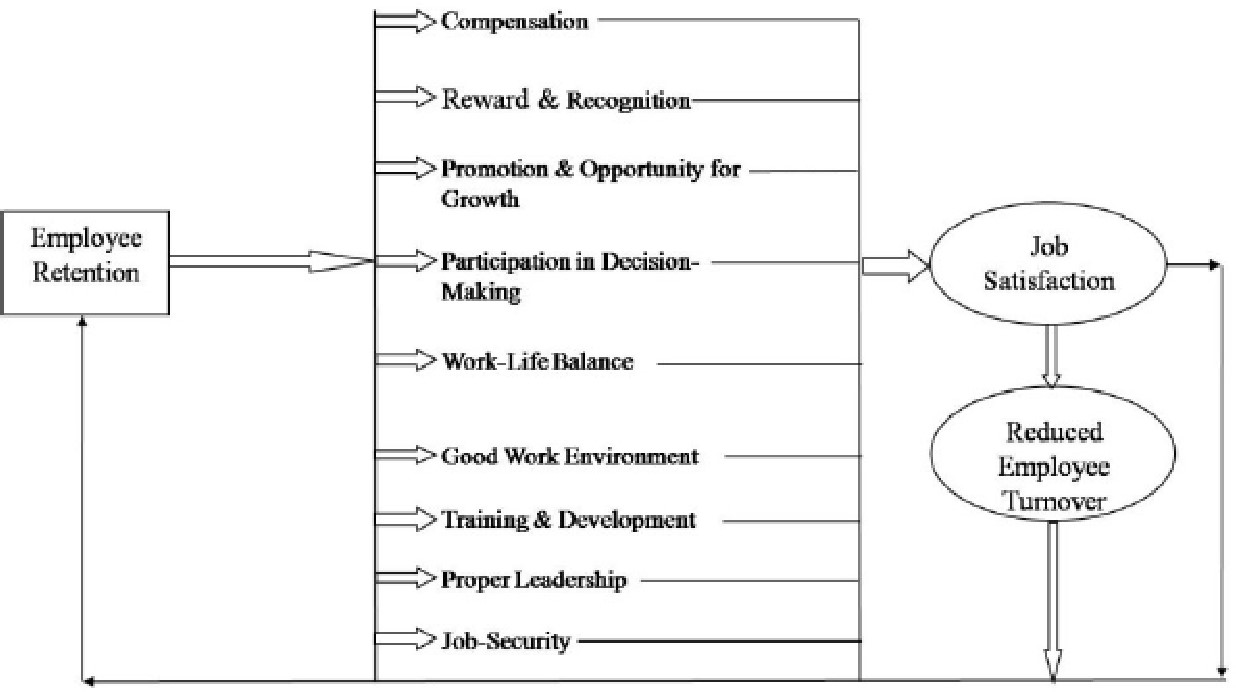 Compensation
Reward & Recognition
Promotion & Opportunity for
Growth
Employee
Retention
Participation in Decision-
Making
Job
Satisfaction
Work-Life Balance
Good Work Environment
Reduced
Employee
Turnover
Training & Development
Proper Leadership
Job-Security